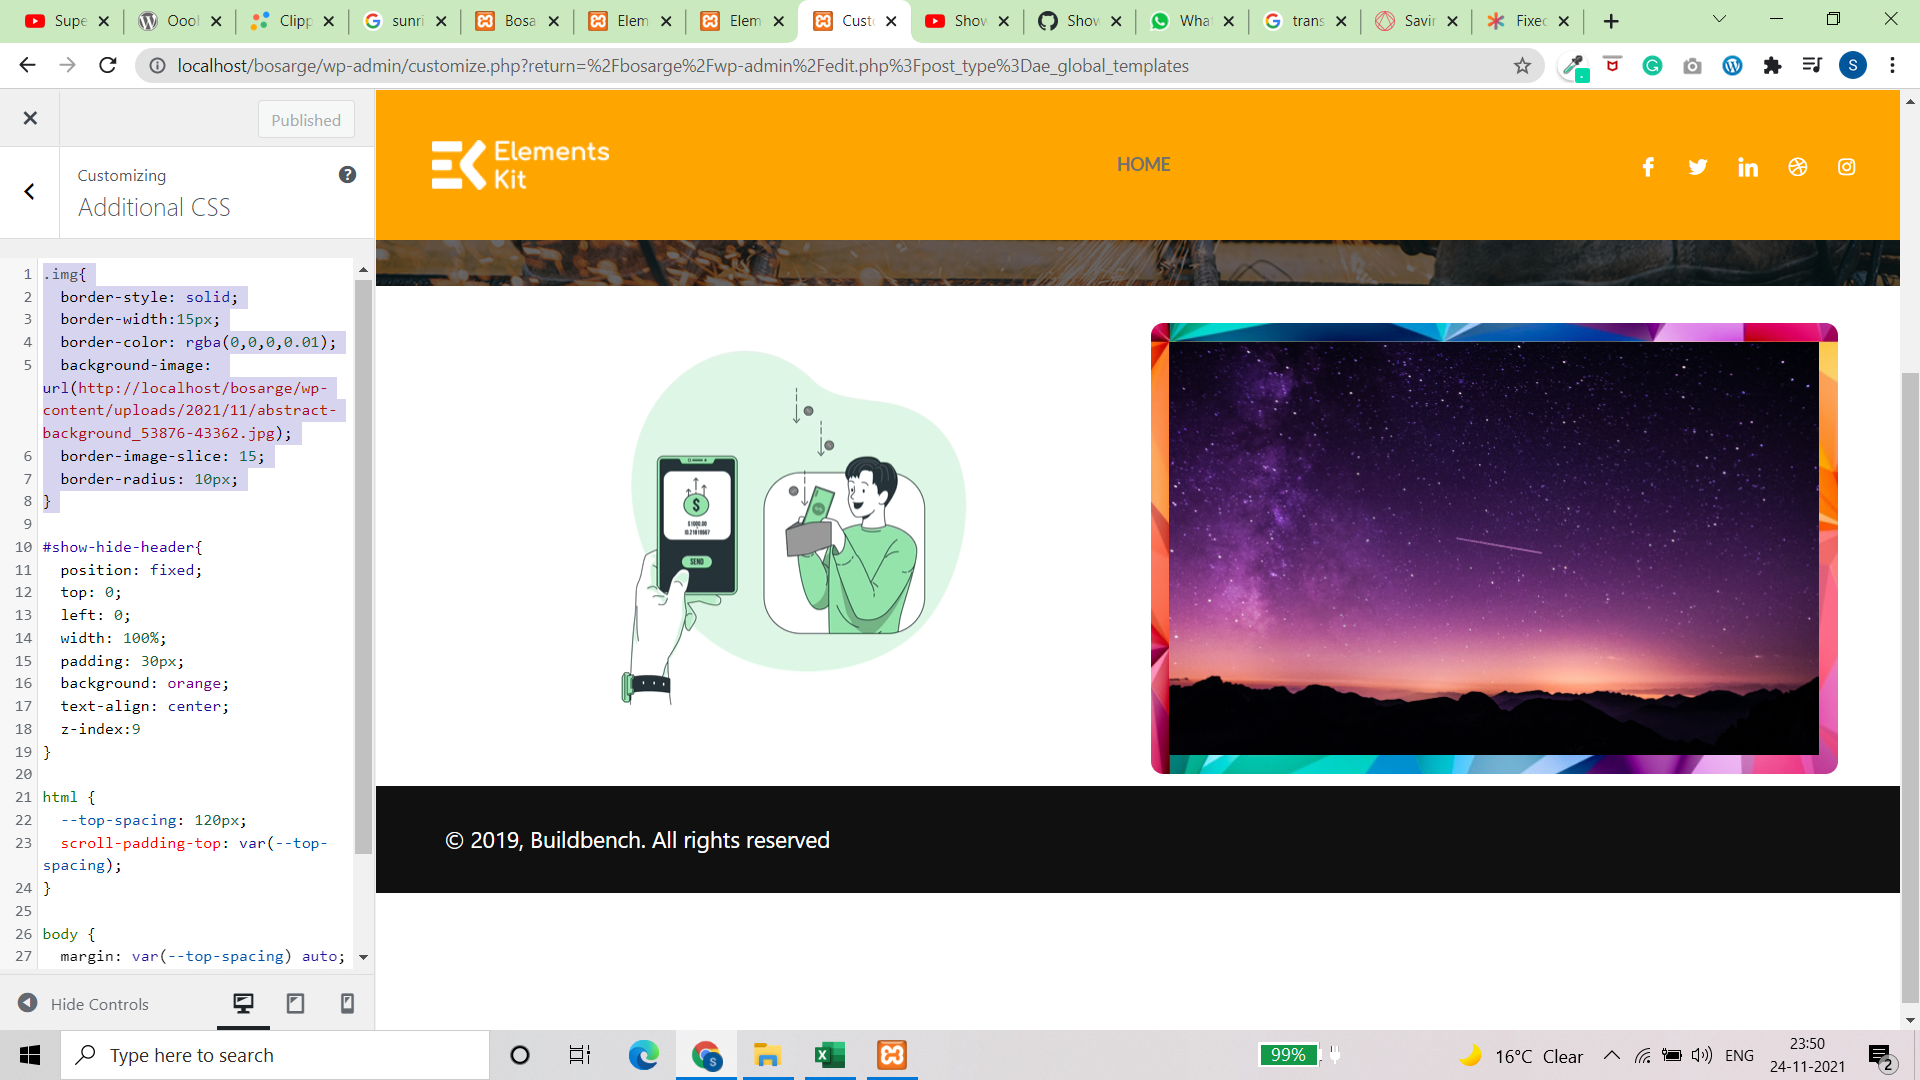 Supe
Oool
Clipp
sunri
Bosa
Elem
Elem
Custo
Show
Show
What
trans
Savin
Fixed
localhost/bosarge/wp-admin/customize.php?return=%2Fbosarge%2Fwp-admin%2Fedit.php%3Fpost_type%3Dae_global_templates
S
Published
Customizing
Additional CSS
1 .img{
2 border-style: solid;
3 border-width:15px;
4 border-color: rgba(0,0,0,0.01);
5 background-image:
url(http://localhost/bosarge/wp-
content/uploads/2021/11/abstract-
background_53876-43362.jpg);
6 border-image-slice: 15;
7 border-radius: 10px;
8 }
9
10 #show-hide-header{
11 position: fixed;
12 top: 0;
13 left: 0;
14 width: 100%;
15 padding: 30px;
16 background: orange;
17 text-align: center;
18 z-index:9
19 }
20
21 html {
22 --top-spacing: 120px;
23 scroll-padding-top: var(--top-
spacing);
24 }
25
26 body {
27 margin: var(--top-spacing) auto;
Hide Controls
Elements
Kit
HOME
$
$1000.00
SEND
© 2019, Buildbench. All rights reserved
Type here to search
99%
16°C Clear
ENG
23:50
24-11-2021
2